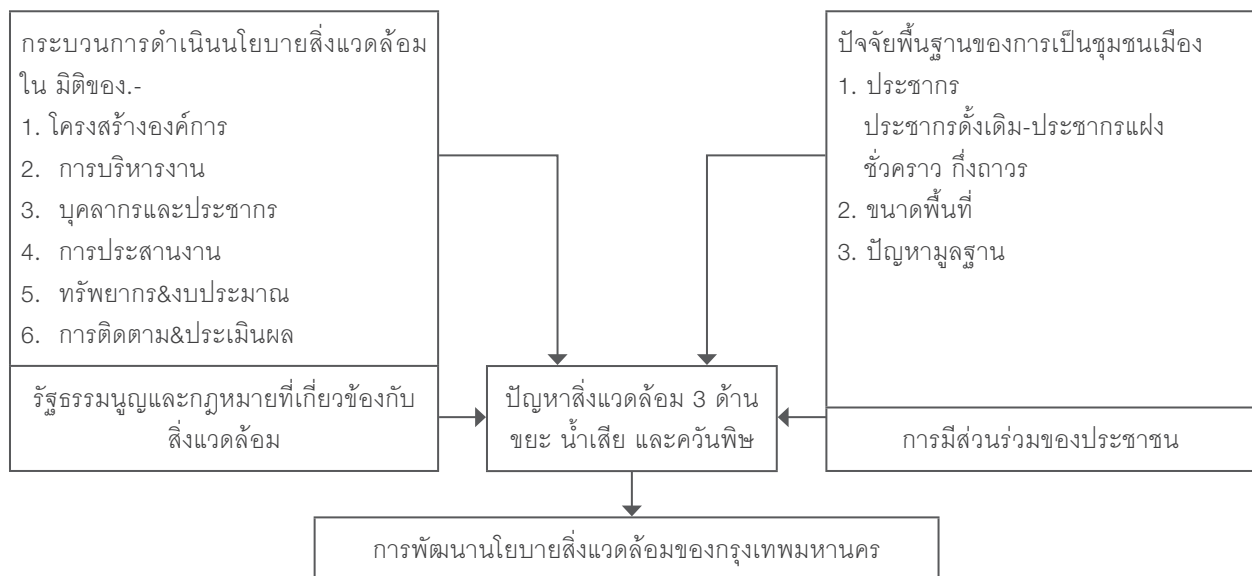 กระบวนการดำเนินนโยบายสิ่งแวดล้อม
ใน มิติของ.-
1. โครงสร้างองค์การ
2. การบริหารงาน
3. บุคลากรและประชากร
4. การประสานงาน
5. ทรัพยากร&งบประมาณ
6. การติดตาม&ประเมินผล
รัฐธรรมนูญและกฎหมายที่เกี่ยวข้องกับ
สิ่งแวดล้อม
ปัญหาสิ่งแวดล้อม 3 ด้าน
ขยะ น้ำเสีย และควันพิษ
ปัจจัยพื้นฐานของการเป็นชุมชนเมือง
1. ประชากร
ประชากรดั้งเดิม-ประชากรแฝง
ชั่วคราว กึ่งถาวร
2. ขนาดพื้นที่
3. ปัญหามูลฐาน
การมีส่วนร่วมของประชาชน
การพัฒนานโยบายสิ่งแวดล้อมของกรุงเทพมหานคร